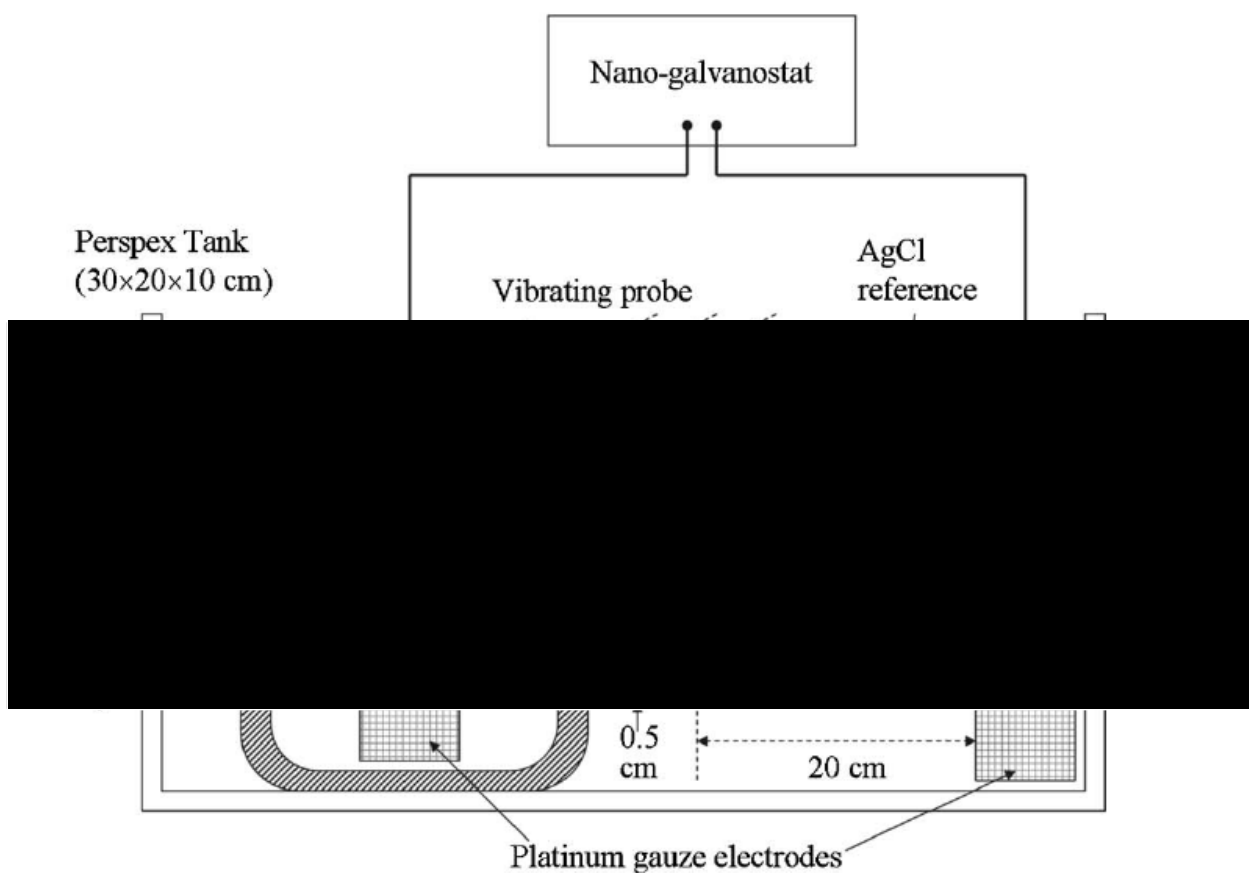 Nano-galvanostat
Perspex Tank
(30×20×10 cm)
Vibrating probe
AgCl
reference
0.5
cm
20 cm
Platinum gauze electrodes